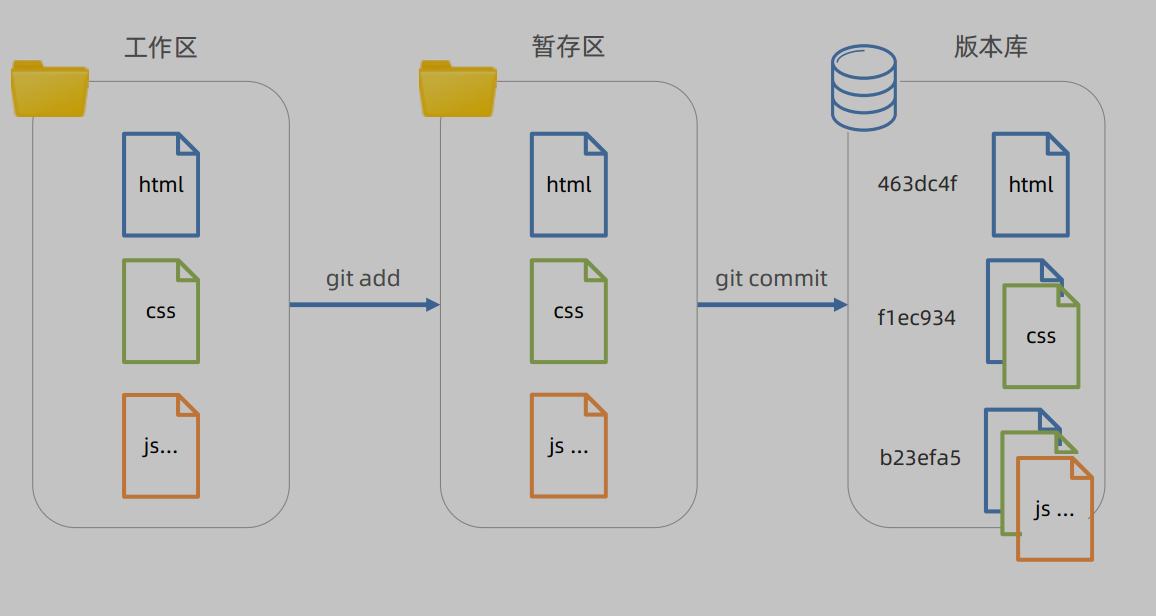 工作区
暂存区
版本库
html
css
js...
git add
html
css
js ...
git commit
463dc4f
html
f1ec934
css
b23efa5
js ...